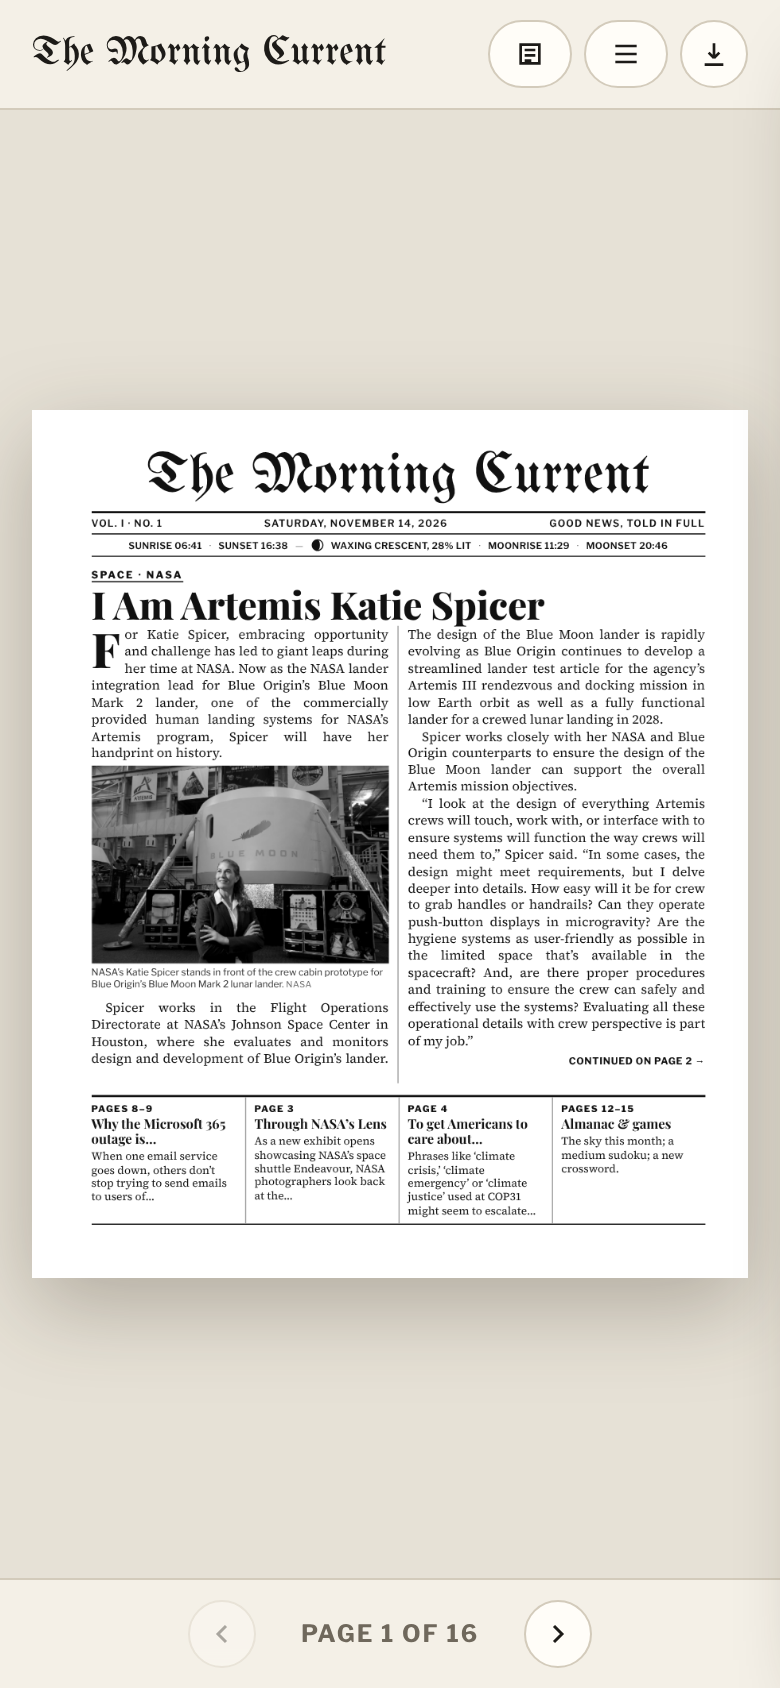 The Morning Current
The Morning Current
VOL. I · NO. 1 SATURDAY, NOVEMBER 14, 2026 GOOD NEWS, TOLD IN FULL
SUNRISE 06:41 · SUNSET 16:38 — WAXING CRESCENT, 28% LIT · MOONRISE 11:29 · MOONSET 20:46
SPACE · NASA
I Am Artemis Katie Spicer
For Katie Spicer, embracing opportunity
and challenge has led to giant leaps during
her time at NASA. Now as the NASA lander
integration lead for Blue Origin’s Blue Moon
Mark 2 lander, one of the commercially
provided human landing systems for NASA’s
Artemis program, Spicer will have her
handprint on history.
ARTEMIS
BLUE MOON
NASA’s Katie Spicer stands in front of the crew cabin prototype for
Blue Origin’s Blue Moon Mark 2 lunar lander. NASA
Spicer works in the Flight Operations
Directorate at NASA’s Johnson Space Center in
Houston, where she evaluates and monitors
design and development of Blue Origin’s lander.
The design of the Blue Moon lander is rapidly
evolving as Blue Origin continues to develop a
streamlined lander test article for the agency’s
Artemis III rendezvous and docking mission in
low Earth orbit as well as a fully functional
lander for a crewed lunar landing in 2028.
Spicer works closely with her NASA and Blue
Origin counterparts to ensure the design of the
Blue Moon lander can support the overall
Artemis mission objectives.
“I look at the design of everything Artemis
crews will touch, work with, or interface with to
ensure systems will function the way crews will
need them to,” Spicer said. “In some cases, the
design might meet requirements, but I delve
deeper into details. How easy will it be for crew
to grab handles or handrails? Can they operate
push-button displays in microgravity? Are the
hygiene systems as user-friendly as possible in
the limited space that’s available in the
spacecraft? And, are there proper procedures
and training to ensure the crew can safely and
effectively use the systems? Evaluating all these
operational details with crew perspective is part
of my job.”
CONTINUED ON PAGE 2 →
PAGES 8–9
Why the Microsoft 365
outage is…
When one email service
goes down, others don’t
stop trying to send emails
to users of…
PAGE 3
Through NASA’s Lens
As a new exhibit opens
showcasing NASA’s space
shuttle Endeavour, NASA
photographers look back
at the…
PAGE 4
To get Americans to
care about…
Phrases like ‘climate
crisis,’ ‘climate
emergency’ or ‘climate
justice’ used at COP31
might seem to escalate…
PAGES 12–15
Almanac & games
The sky this month; a
medium sudoku; a new
crossword.
PAGE 1 OF 16